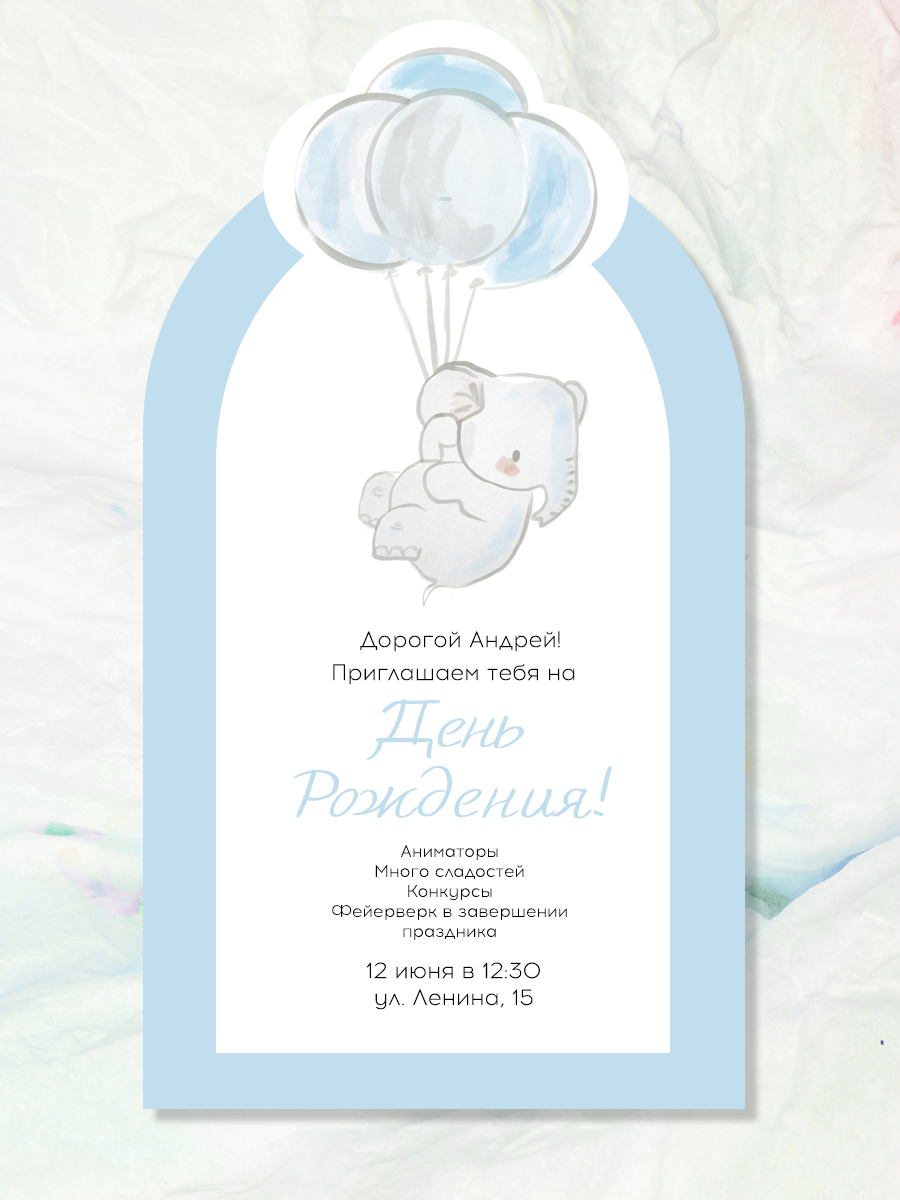 Дорогой Андрей!
Приглашаем тебя на
День
Рождения!
Аниматоры
Много сладостей
Конкурсы
Фейерверк в завершении
праздника
12 июня в 12:30
ул. Ленина, 15